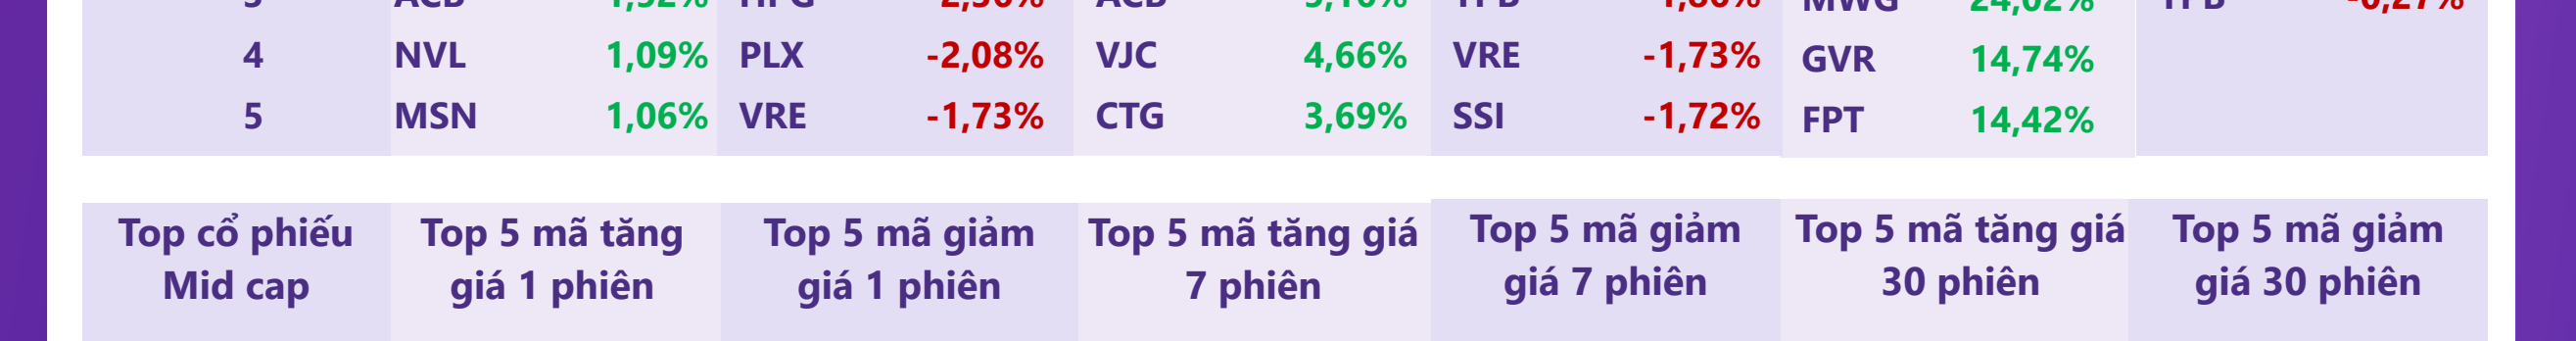 MWG 24,02%
4 NVL 1,09% PLX -2,08% VJC 4,66% VRE -1,73% GVR 14,74%
5 MSN 1,06% VRE -1,73% CTG 3,69% SSI -1,72% FPT 14,42%
Top cổ phiếu Top 5 mã tăng Top 5 mã giảm Top 5 mã tăng giá Top 5 mã giảm Top 5 mã tăng giá Top 5 mã giảm
Mid cap giá 1 phiên giá 1 phiên 7 phiên giá 7 phiên 30 phiên giá 30 phiên